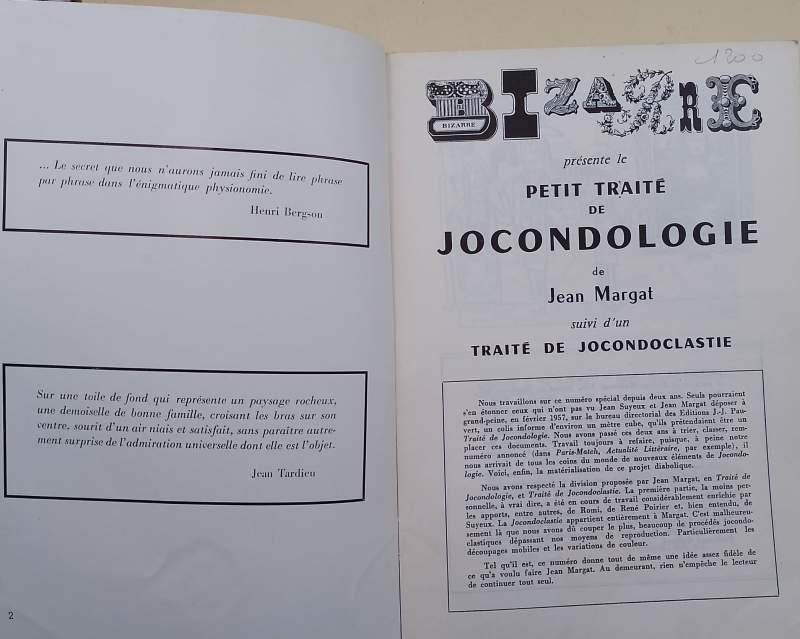 ... Le secret que nous n'aurons jamais fini de lire phrase
par phrase dans l'énigmatique physionomie.
Henri Bergson
Sur une toile de fond qui représente un paysage rocheux,
une demoiselle de bonne famille, croisant les bras sur son
ventre, sourit d'un air niais et satisfait, sans paraître autre-
ment surprise de l'admiration universelle dont elle est l'objet.
Jean Tardieu
2
1200
BIZARRE
BIZARRE
présente le
PETIT TRAITÉ
DE
JOCONDOLOGIE
de
Jean Margat
suivi d'un
TRAITÉ DE JOCONDOCLASTIE
Nous travaillons sur ce numéro spécial depuis deux ans. Seuls pourraient
s'en étonner ceux qui n'ont pas vu Jean Suyeux et Jean Margat déposer à
grand-peine, en février 1957, sur le bureau directorial des Editions J.-J. Pau-
vert, un colis informe d'environ un mètre cube, qu'ils prétendaient être un
Traité de Jocondologie. Nous avons passé ces deux ans à trier, classer, rem-
placer ces documents. Travail toujours à refaire, puisque, à peine notre
numéro annoncé (dans Paris-Match, Actualité Littéraire, par exemple), il
nous arrivait de tous les coins du monde de nouveaux éléments de Jocondo-
logie. Voici, enfin, la matérialisation de ce projet diabolique.
Nous avons respecté la division proposée par Jean Margat, en Traité de
Jocondologie, et Traité de Jocondoclastie. La première partie, la moins per-
sonnelle, à vrai dire, a été en cours de travail considérablement enrichie par
les apports, entre autres, de Romi, de René Poirier et, bien entendu, de
Suyeux. La Jocondoclastie appartient entièrement à Margat. C'est malheureu-
sement là que nous avons dû couper le plus, beaucoup de procédés jocondo-
clastiques dépassant nos moyens de reproduction. Particulièrement les
découpages mobiles et les variations de couleur.
Tel qu'il est, ce numéro donne tout de même une idée assez fidèle de
ce qu'a voulu faire Jean Margat. Au demeurant, rien n'empêche le lecteur
de continuer tout seul.